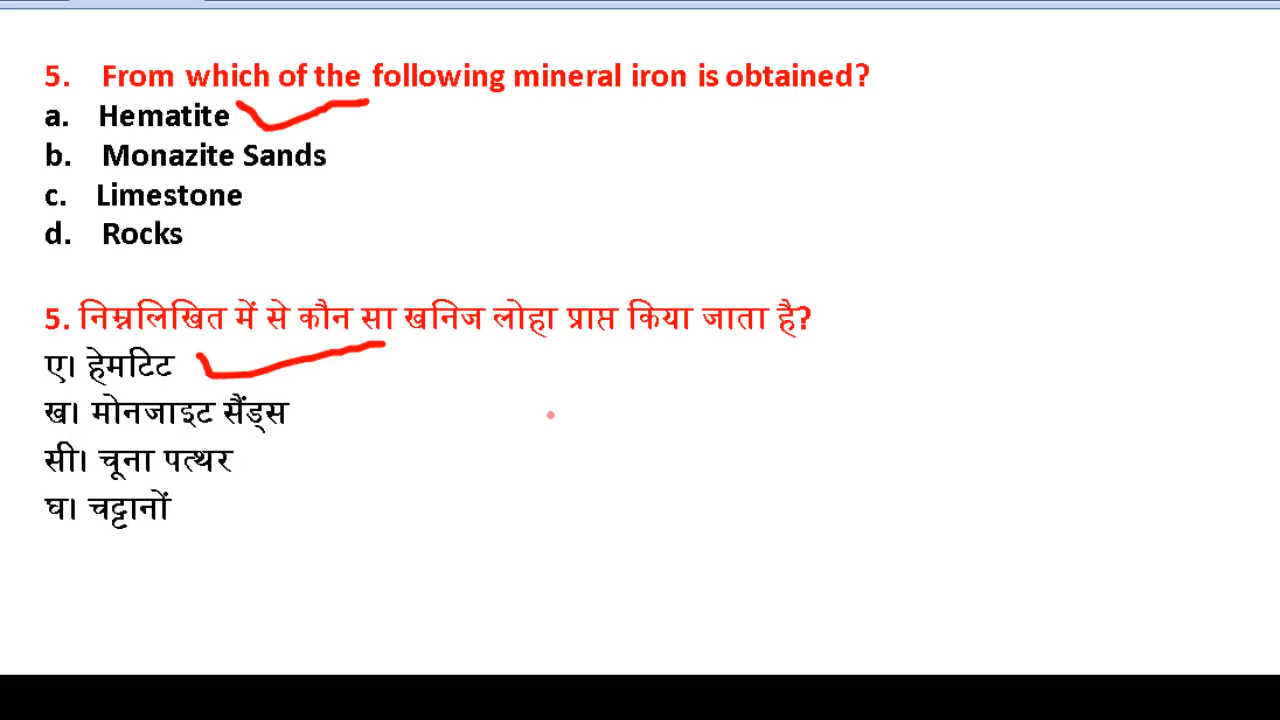 5. From which of the following mineral iron is obtained?
a. Hematite
b. Monazite Sands
c. Limestone
d. Rocks
5. निम्नलिखित में से कौन सा खनिज लोहा प्राप्त किया जाता है?
ए। हेमटिट
ख। मोनजाइट सैंड्स
सी। चूना पत्थर
घ। चट्टानों